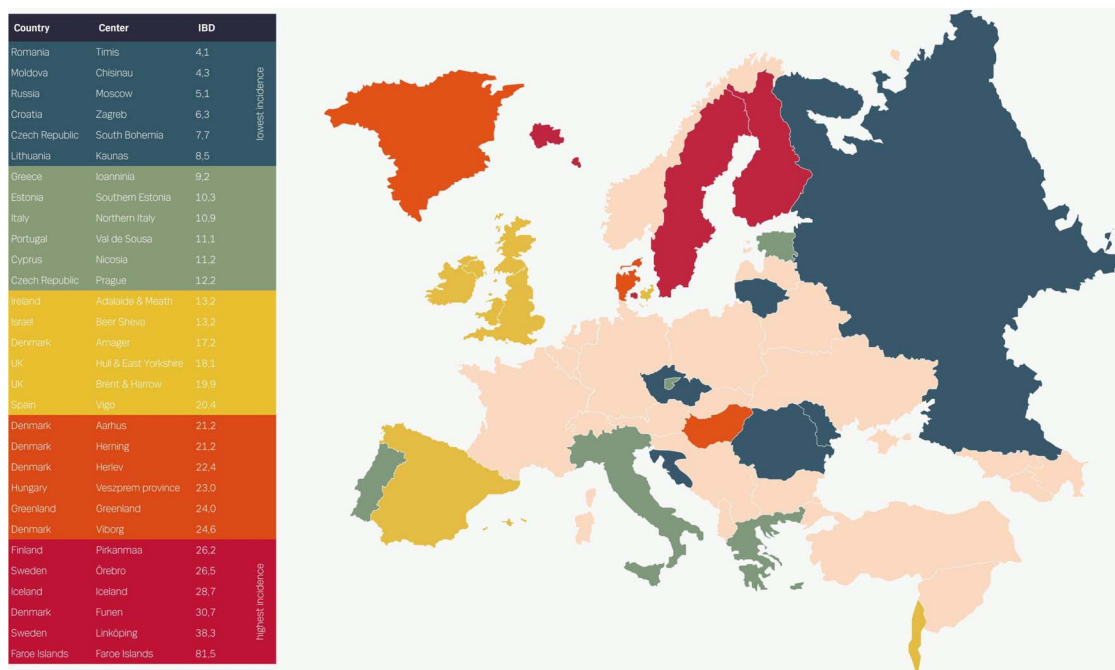 Country Center IBD
Romania Timis 4,1
Moldova Chisinau 4,3
Russia Moscow 5,1
Croatia Zagreb 6,3
Czech Republic South Bohemia 7,7
Lithuania Kaunas 8,5
lowest incidence
Greece Ioanninia 9,2
Estonia Southern Estonia 10,3
Italy Northern Italy 10,9
Portugal Val de Sousa 11,1
Cyprus Nicosia 11,2
Czech Republic Prague 12,2
Ireland Adalaide & Meath 13,2
Israel Beer Sheva 13,2
Denmark Amager 17,2
UK Hull & East Yorkshire 18,1
UK Brent & Harrow 19,9
Spain Vigo 20,4
Denmark Aarhus 21,2
Denmark Herning 21,2
Denmark Herlev 22,4
Hungary Veszprem province 23,0
Greenland Greenland 24,0
Denmark Viborg 24,6
Finland Pirkanmaa 26,2
Sweden Örebro 26,5
Iceland Iceland 28,7
Denmark Funen 30,7
Sweden Linköping 38,3
Faroe Islands Faroe Islands 81,5
highest incidence